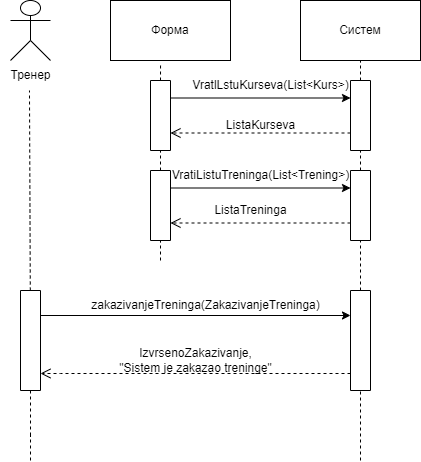 Форма
Систем
Тренер
VratILstuKurseva(List<Kurs>)
ListaKurseva
VratiListuTreninga(List<Trening>)
ListaTreninga
zakazivanjeTreninga(ZakazivanjeTreninga)
IzvrsenoZakazivanje,
"Sistem je zakazao treninge"